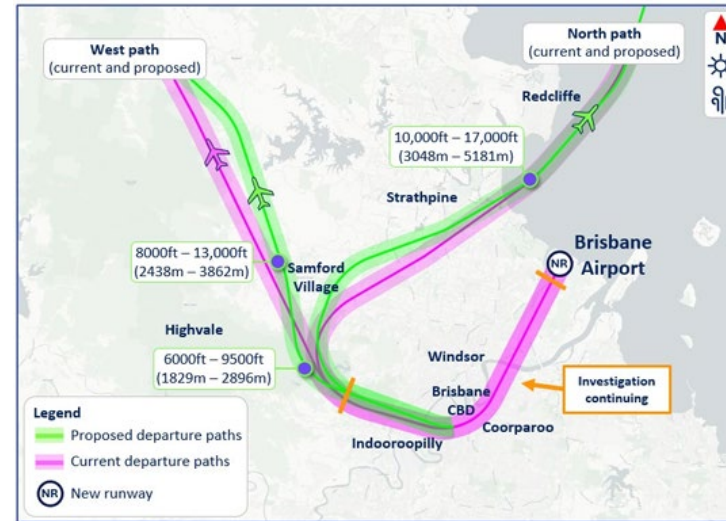 West path
(current and proposed)
North path
(current and proposed)
N
Redcliffe
10,000ft – 17,000ft
(3048m – 5181m)
Strathpine
Brisbane
Airport
NR
8000ft – 13,000ft
(2438m – 3862m)
Samford
Village
Highvale
6000ft – 9500ft
(1829m – 2896m)
Windsor
Investigation
continuing
Brisbane
CBD
Coorparoo
Indooroopilly
Legend
Proposed departure paths
Current departure paths
NR New runway